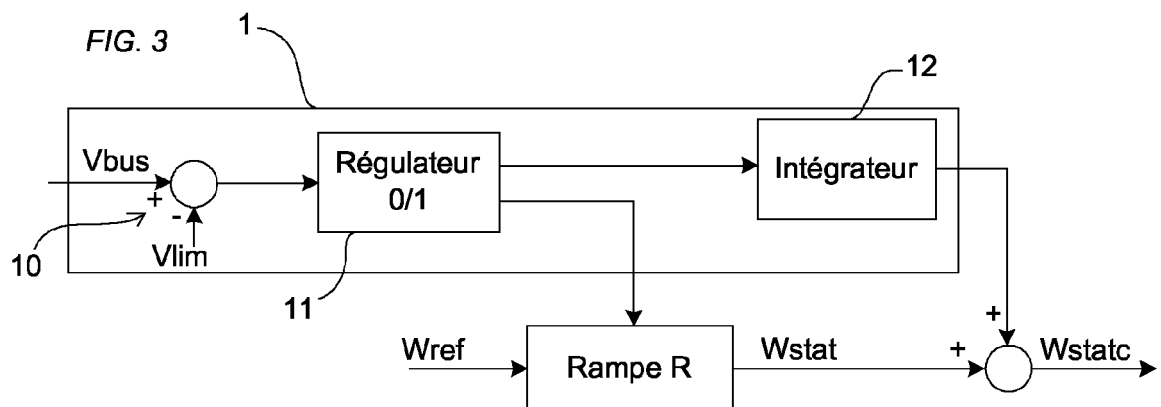 FIG. 3
1
12
Vbus
+
-
Vlim
10
Régulateur
0/1
11
Intégrateur
Wref
Rampe R
Wstat
+
+
Wstatc